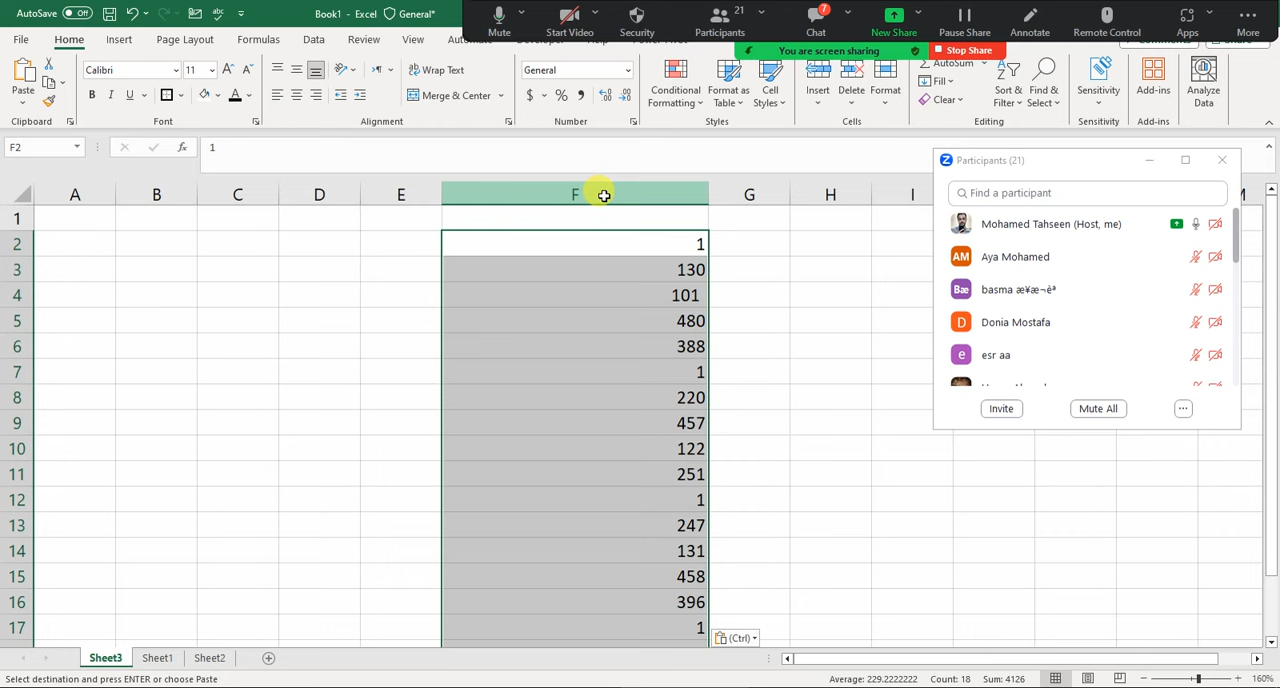 AutoSave Off
Book1 - Excel
General*
Mute
Start Video
Security
21
Participants
7
Chat
New Share
Pause Share
Annotate
Remote Control
Apps
More
You are screen sharing
Stop Share
File
Home
Insert
Page Layout
Formulas
Data
Review
View
Paste
Clipboard
Calibri
11
B I U
Font
Wrap Text
Merge & Center
Alignment
General
$ % ,
Number
Conditional
Formatting
Format as
Table
Cell
Styles
Styles
Insert
Delete
Format
Cells
AutoSum
Fill
Clear
Sort &
Filter
Find &
Select
Editing
Sensitivity
Sensitivity
Add-ins
Add-ins
Analyze
Data
F2
fx
1
A B C D E F G H I M
1
2 1
3 130
4 101
5 480
6 388
7 1
8 220
9 457
10 122
11 251
12 1
13 247
14 131
15 458
16 396
17 1
(Ctrl)
Participants (21)
Find a participant
Mohamed Tahseen (Host, me)
AM Aya Mohamed
Bæ basma æ¥æ¬êª
D Donia Mostafa
e esr aa
Invite
Mute All
...
Sheet3
Sheet1
Sheet2
Select destination and press ENTER or choose Paste
Average: 229.2222222
Count: 18
Sum: 4126
160%